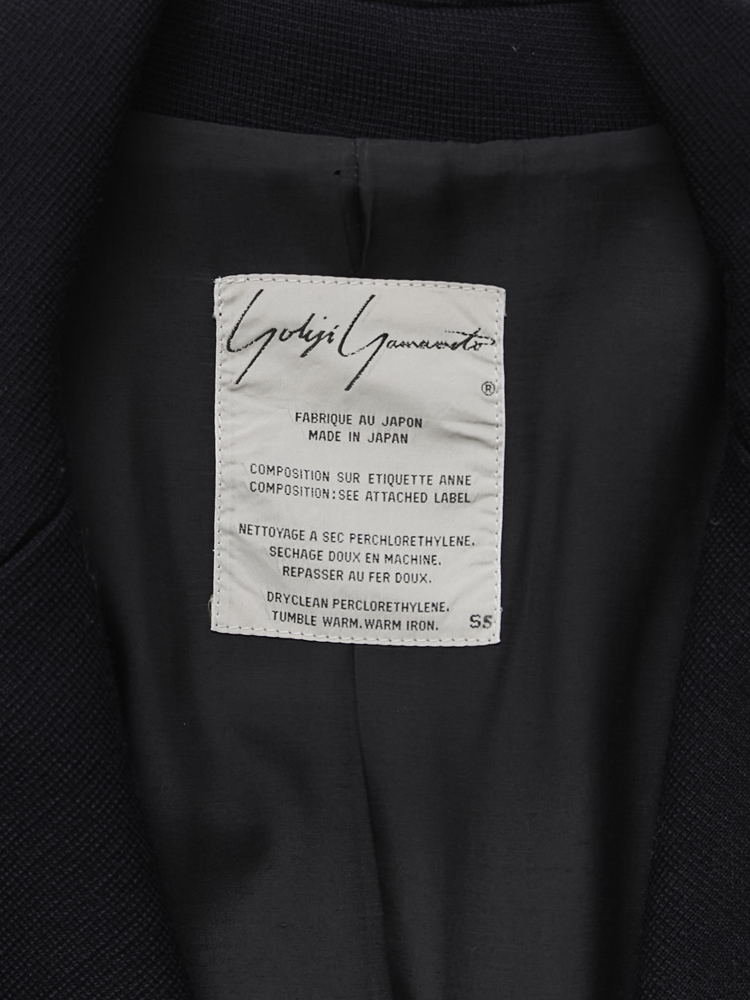 Yohji Yamamoto
®
FABRIQUE AU JAPON
MADE IN JAPAN
COMPOSITION SUR ETIQUETTE ANNE
COMPOSITION:SEE ATTACHED LABEL
NETTOYAGE A SEC PERCHLORETHYLENE.
SECHAGE DOUX EN MACHINE.
REPASSER AU FER DOUX.
DRYCLEAN PERCLORETHYLENE.
TUMBLE WARM.WARM IRON. SS